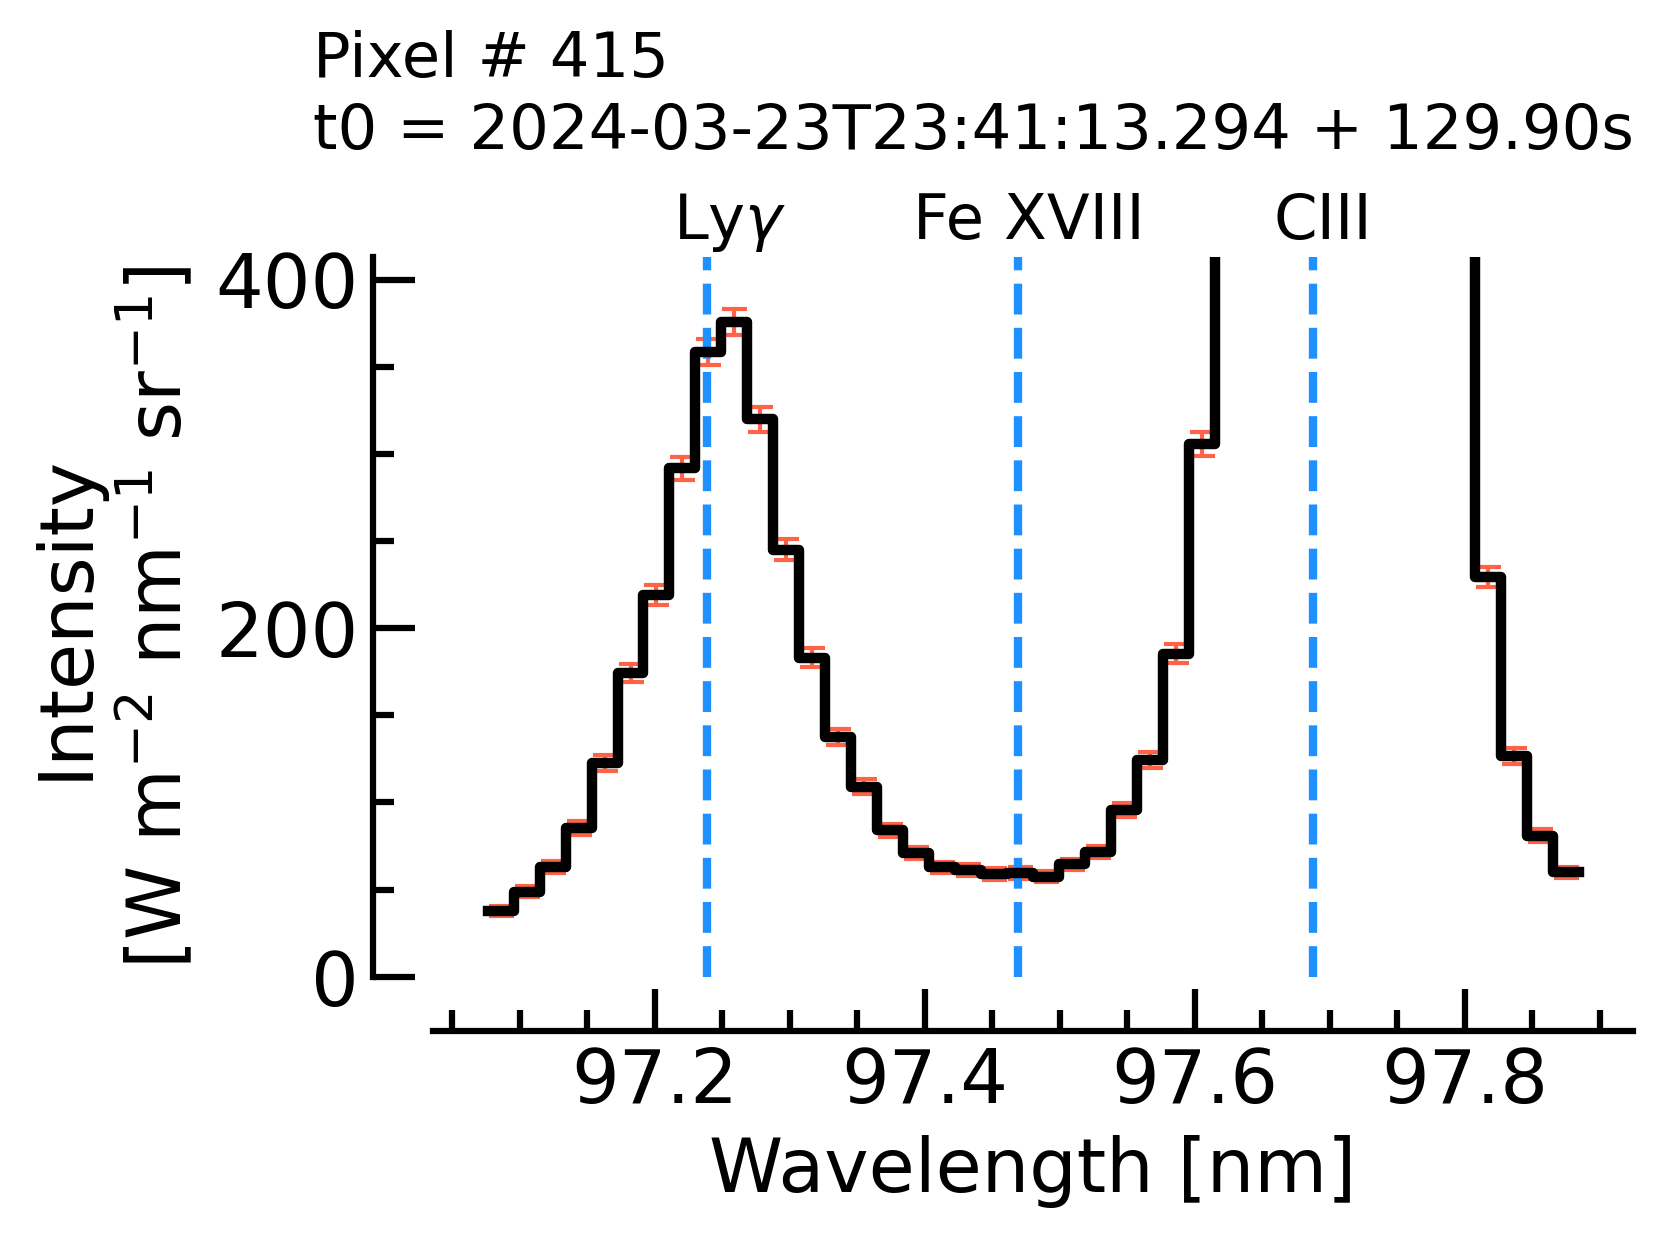 Pixel # 415
t0 = 2024-03-23T23:41:13.294 + 129.90s
Lyγ Fe XVIII CIII
400
200
0
Intensity
[W m⁻² nm⁻¹ sr⁻¹]
97.2 97.4 97.6 97.8
Wavelength [nm]